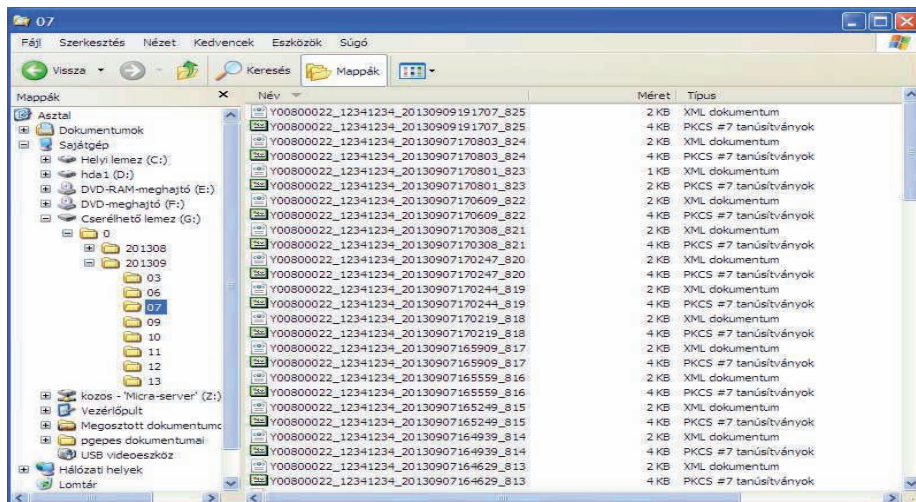 07
Fájl Szerkesztés Nézet Kedvencek Eszközök Súgó
Vissza Keresés Mappák
Mappák
Asztal
Dokumentumok
Sajátgép
Helyi lemez (C:)
hda1 (D:)
DVD-RAM-meghajtó (E:)
DVD-meghajtó (F:)
Cserélhető lemez (G:)
0
201308
201309
03
06
07
09
10
11
12
13
kozos - 'Micra-server' (Z:)
Vezérlőpult
Megosztott dokumentumc
pgepes dokumentumai
USB videoeszköz
Hálózati helyek
Lomtár
Név Méret Típus
Y00800022_12341234_20130909191707_825 2 KB XML dokumentum
Y00800022_12341234_20130909191707_825 4 KB PKCS #7 tanúsítványok
Y00800022_12341234_20130907170803_824 2 KB XML dokumentum
Y00800022_12341234_20130907170803_824 4 KB PKCS #7 tanúsítványok
Y00800022_12341234_20130907170801_823 1 KB XML dokumentum
Y00800022_12341234_20130907170801_823 2 KB PKCS #7 tanúsítványok
Y00800022_12341234_20130907170609_822 2 KB XML dokumentum
Y00800022_12341234_20130907170609_822 4 KB PKCS #7 tanúsítványok
Y00800022_12341234_20130907170308_821 2 KB XML dokumentum
Y00800022_12341234_20130907170308_821 4 KB PKCS #7 tanúsítványok
Y00800022_12341234_20130907170247_820 2 KB XML dokumentum
Y00800022_12341234_20130907170247_820 4 KB PKCS #7 tanúsítványok
Y00800022_12341234_20130907170244_819 2 KB XML dokumentum
Y00800022_12341234_20130907170244_819 4 KB PKCS #7 tanúsítványok
Y00800022_12341234_20130907170219_818 2 KB XML dokumentum
Y00800022_12341234_20130907170219_818 4 KB PKCS #7 tanúsítványok
Y00800022_12341234_20130907165909_817 2 KB XML dokumentum
Y00800022_12341234_20130907165909_817 4 KB PKCS #7 tanúsítványok
Y00800022_12341234_20130907165559_816 2 KB XML dokumentum
Y00800022_12341234_20130907165559_816 4 KB PKCS #7 tanúsítványok
Y00800022_12341234_20130907165249_815 2 KB XML dokumentum
Y00800022_12341234_20130907165249_815 4 KB PKCS #7 tanúsítványok
Y00800022_12341234_20130907164939_814 2 KB XML dokumentum
Y00800022_12341234_20130907164939_814 4 KB PKCS #7 tanúsítványok
Y00800022_12341234_20130907164629_813 2 KB XML dokumentum
Y00800022_12341234_20130907164629_813 4 KB PKCS #7 tanúsítványok